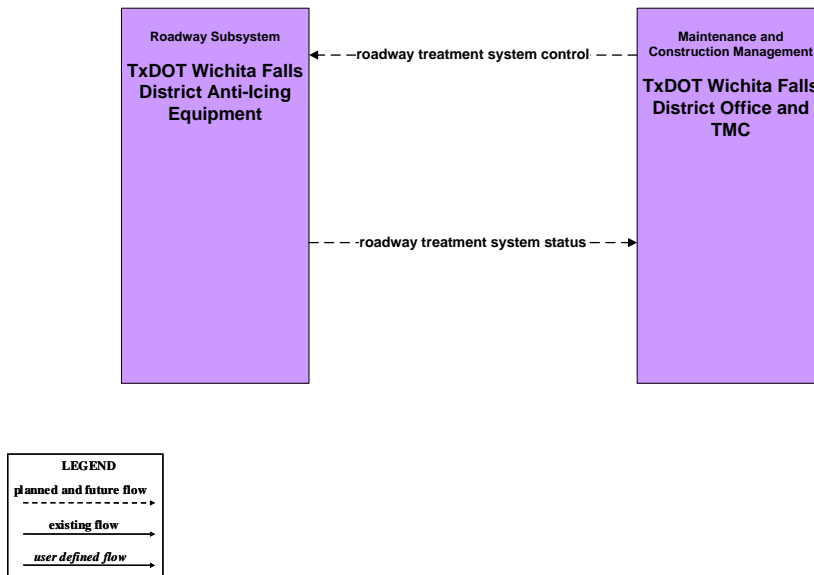 Roadway Subsystem
TxDOT Wichita Falls
District Anti-Icing
Equipment
roadway treatment system control
Maintenance and
Construction Management
TxDOT Wichita Falls
District Office and
TMC
roadway treatment system status
LEGEND
planned and future flow
existing flow
user defined flow